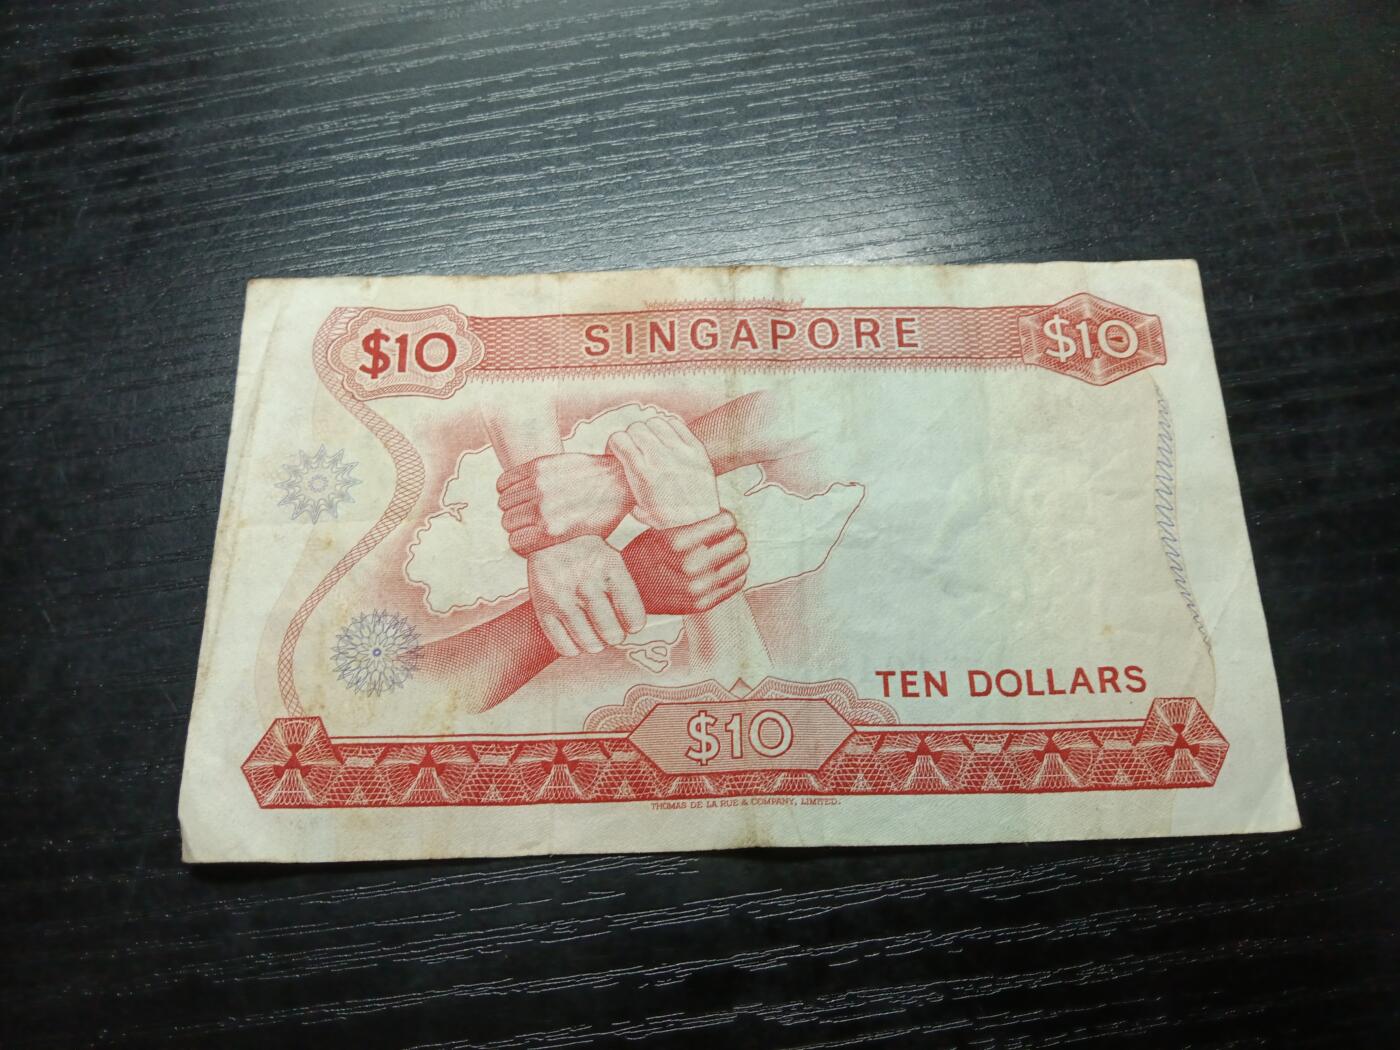 $10 SINGAPORE $10
TEN DOLLARS
$10
THOMAS DE LA RUE & COMPANY, LIMITED.